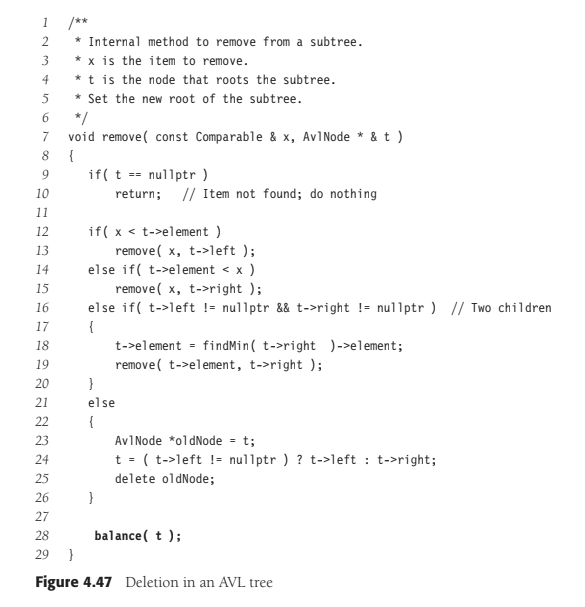 1 /**
2 * Internal method to remove from a subtree.
3 * x is the item to remove.
4 * t is the node that roots the subtree.
5 * Set the new root of the subtree.
6 */
7 void remove( const Comparable & x, AvlNode * & t )
8 {
9 if( t == nullptr )
10 return; // Item not found; do nothing
11
12 if( x < t->element )
13 remove( x, t->left );
14 else if( t->element < x )
15 remove( x, t->right );
16 else if( t->left != nullptr && t->right != nullptr ) // Two children
17 {
18 t->element = findMin( t->right )->element;
19 remove( t->element, t->right );
20 }
21 else
22 {
23 AvlNode *oldNode = t;
24 t = ( t->left != nullptr ) ? t->left : t->right;
25 delete oldNode;
26 }
27
28 balance( t );
29 }
Figure 4.47 Deletion in an AVL tree